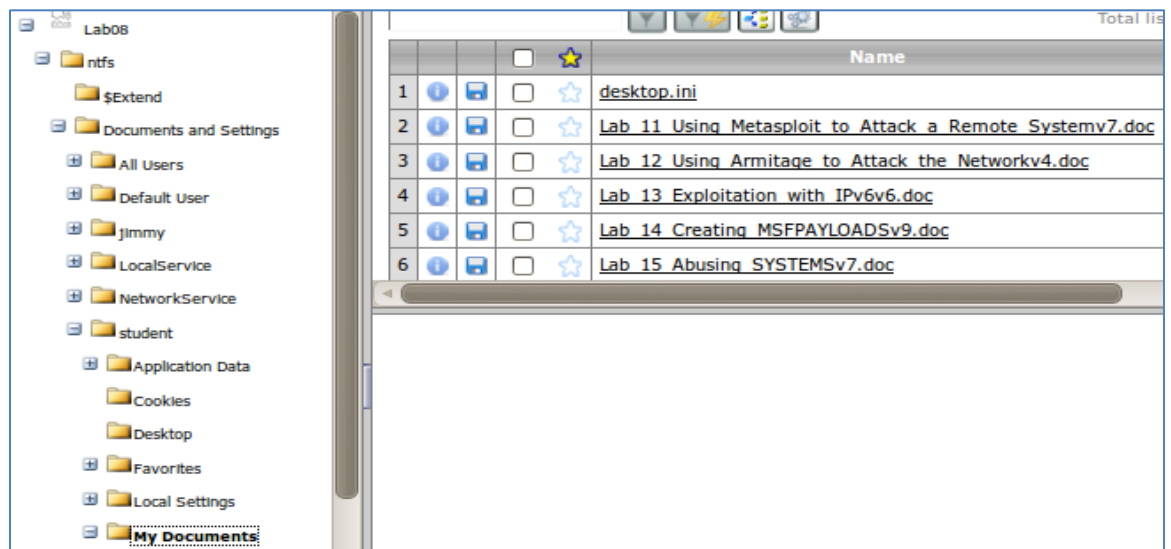 Lab08
ntfs
$Extend
Documents and Settings
All Users
Default User
jimmy
LocalService
NetworkService
student
Application Data
Cookies
Desktop
Favorites
Local Settings
My Documents
Total lis
Name
1 desktop.ini
2 Lab_11_Using_Metasploit_to_Attack_a_Remote_Systemv7.doc
3 Lab_12_Using_Armitage_to_Attack_the_Networkv4.doc
4 Lab_13_Exploitation_with_IPv6v6.doc
5 Lab_14_Creating_MSFPAYLOADSv9.doc
6 Lab_15_Abusing_SYSTEMSv7.doc